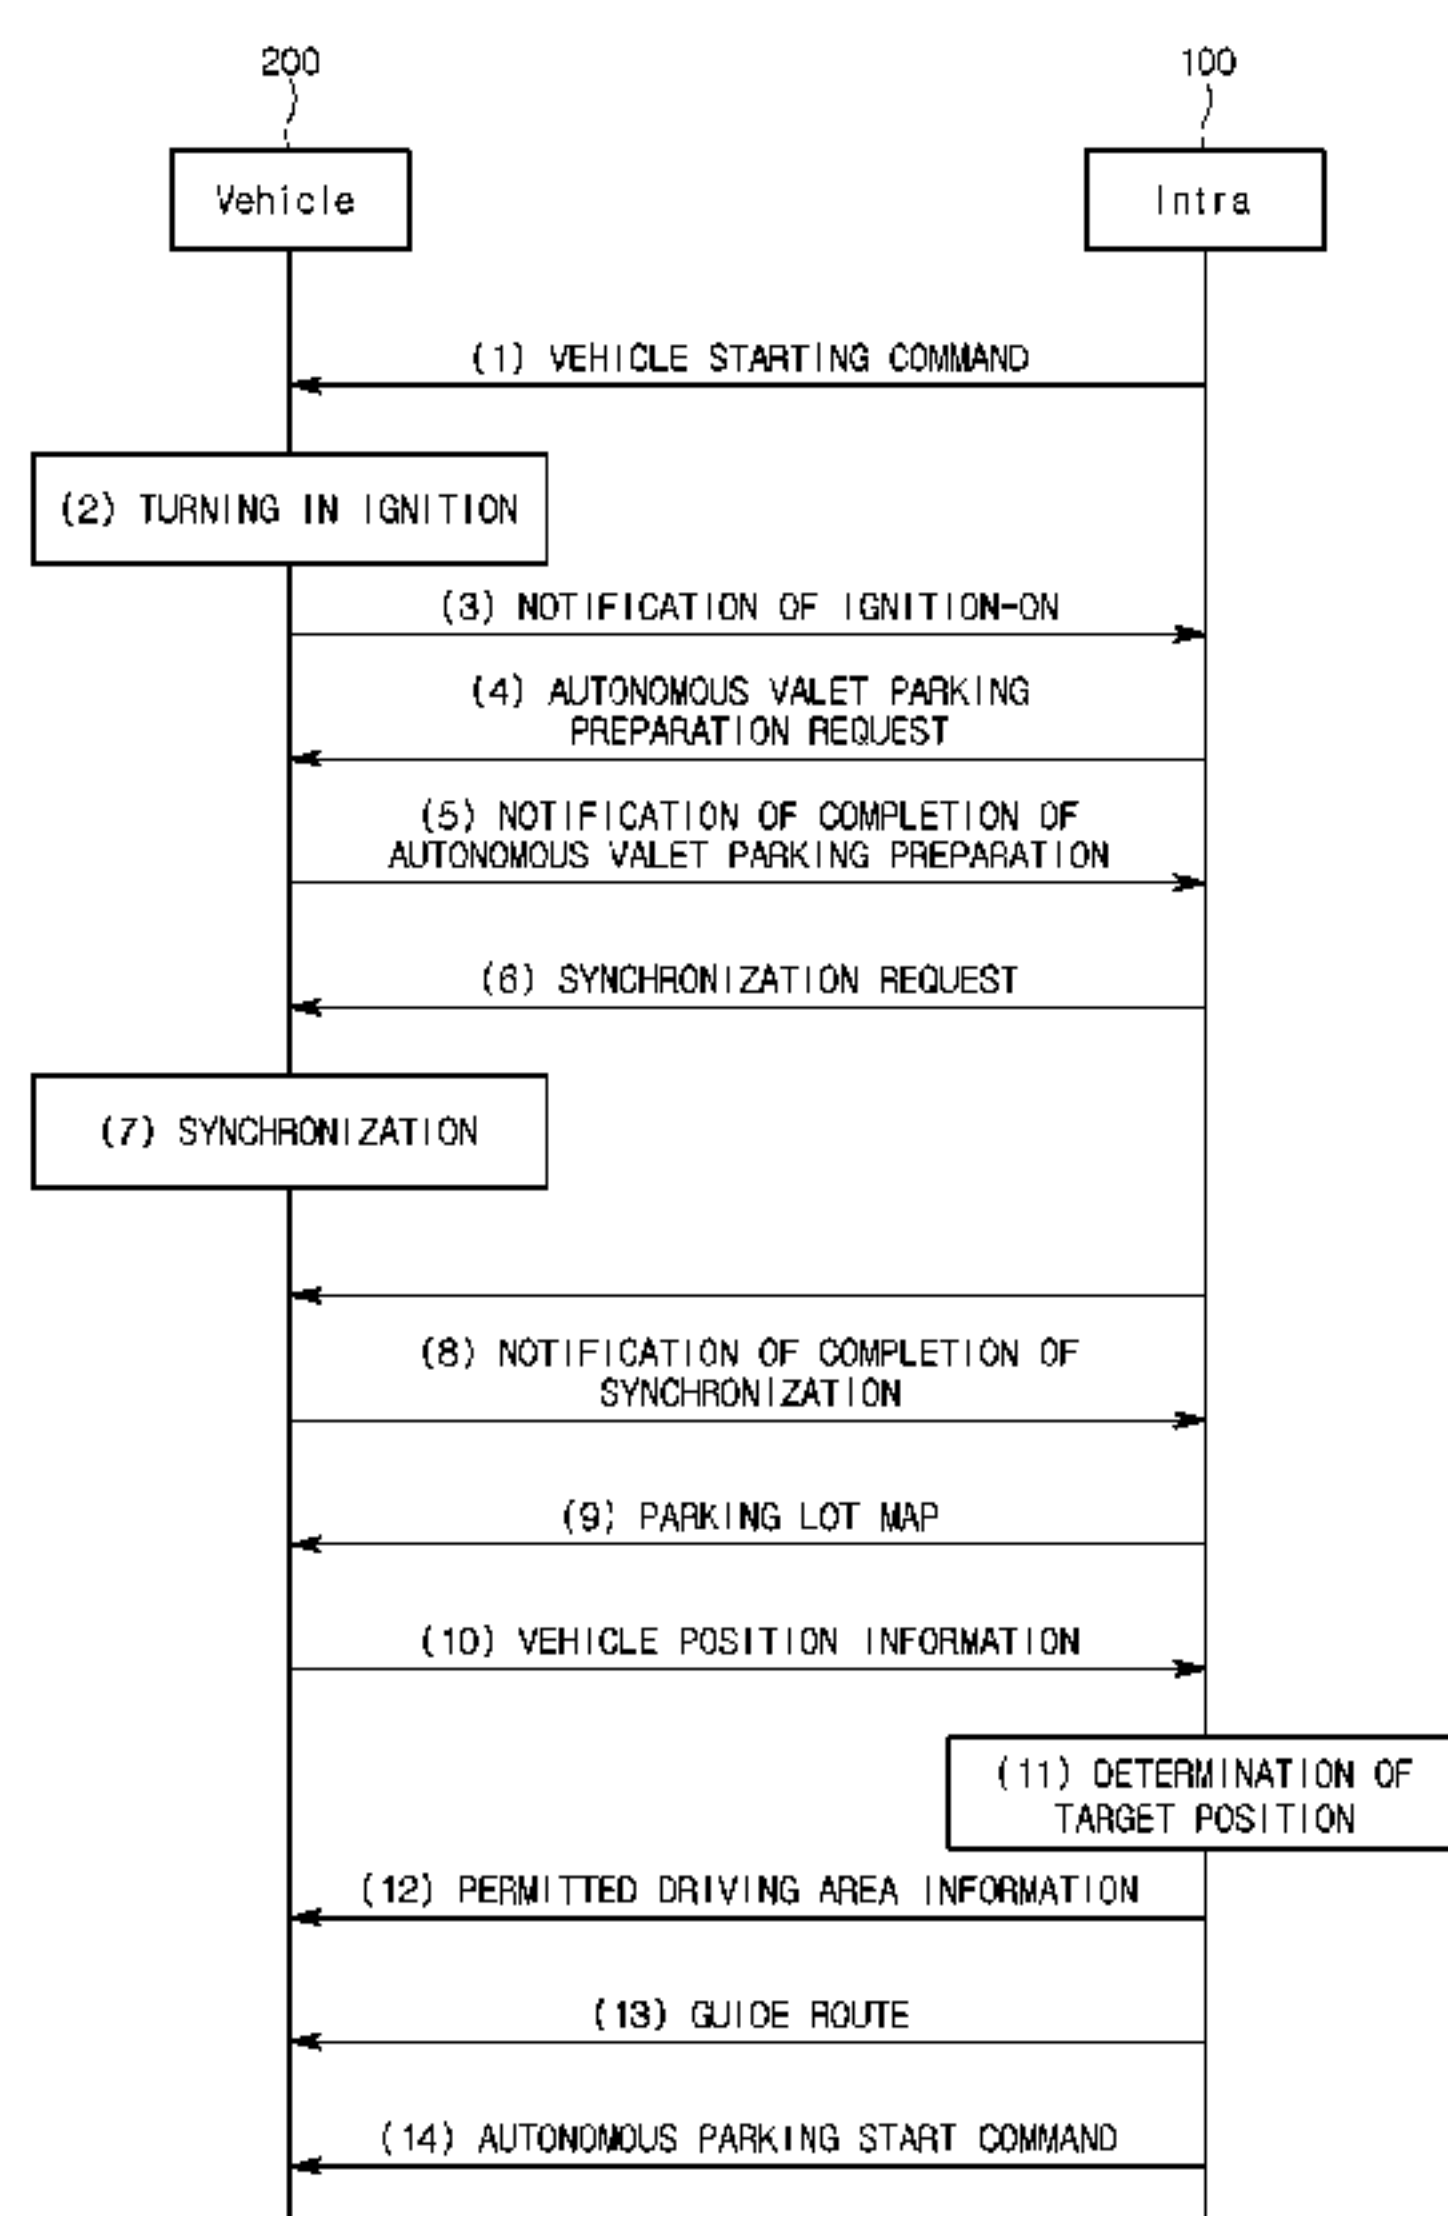 200
100
Vehicle
Intra
(1) VEHICLE STARTING COMMAND
(2) TURNING IN IGNITION
(3) NOTIFICATION OF IGNITION-ON
(4) AUTONOMOUS VALET PARKING
PREPARATION REQUEST
(5) NOTIFICATION OF COMPLETION OF
AUTONOMOUS VALET PARKING PREPARATION
(6) SYNCHRONIZATION REQUEST
(7) SYNCHRONIZATION
(8) NOTIFICATION OF COMPLETION OF
SYNCHRONIZATION
(9) PARKING LOT MAP
(10) VEHICLE POSITION INFORMATION
(11) DETERMINATION OF
TARGET POSITION
(12) PERMITTED DRIVING AREA INFORMATION
(13) GUIDE ROUTE
(14) AUTONOMOUS PARKING START COMMAND